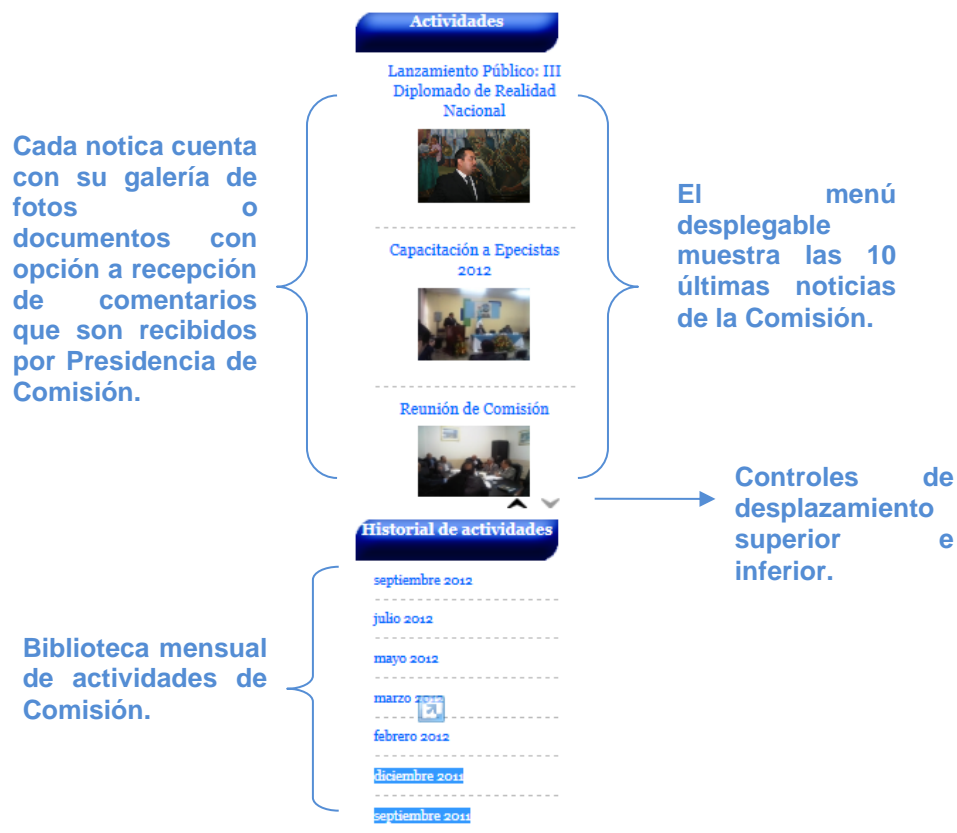 Actividades
Lanzamiento Público: III
Diplomado de Realidad
Nacional
Cada notica cuenta
con su galería de
fotos o
documentos con
opción a recepción
de comentarios
que son recibidos
por Presidencia de
Comisión.
El menú
desplegable
muestra las 10
últimas noticias
de la Comisión.
Capacitación a Epecistas
2012
Reunión de Comisión
Controles de
desplazamiento
superior e
inferior.
Historial de actividades
septiembre 2012
julio 2012
mayo 2012
marzo 2012
febrero 2012
diciembre 2011
septiembre 2011
Biblioteca mensual
de actividades de
Comisión.